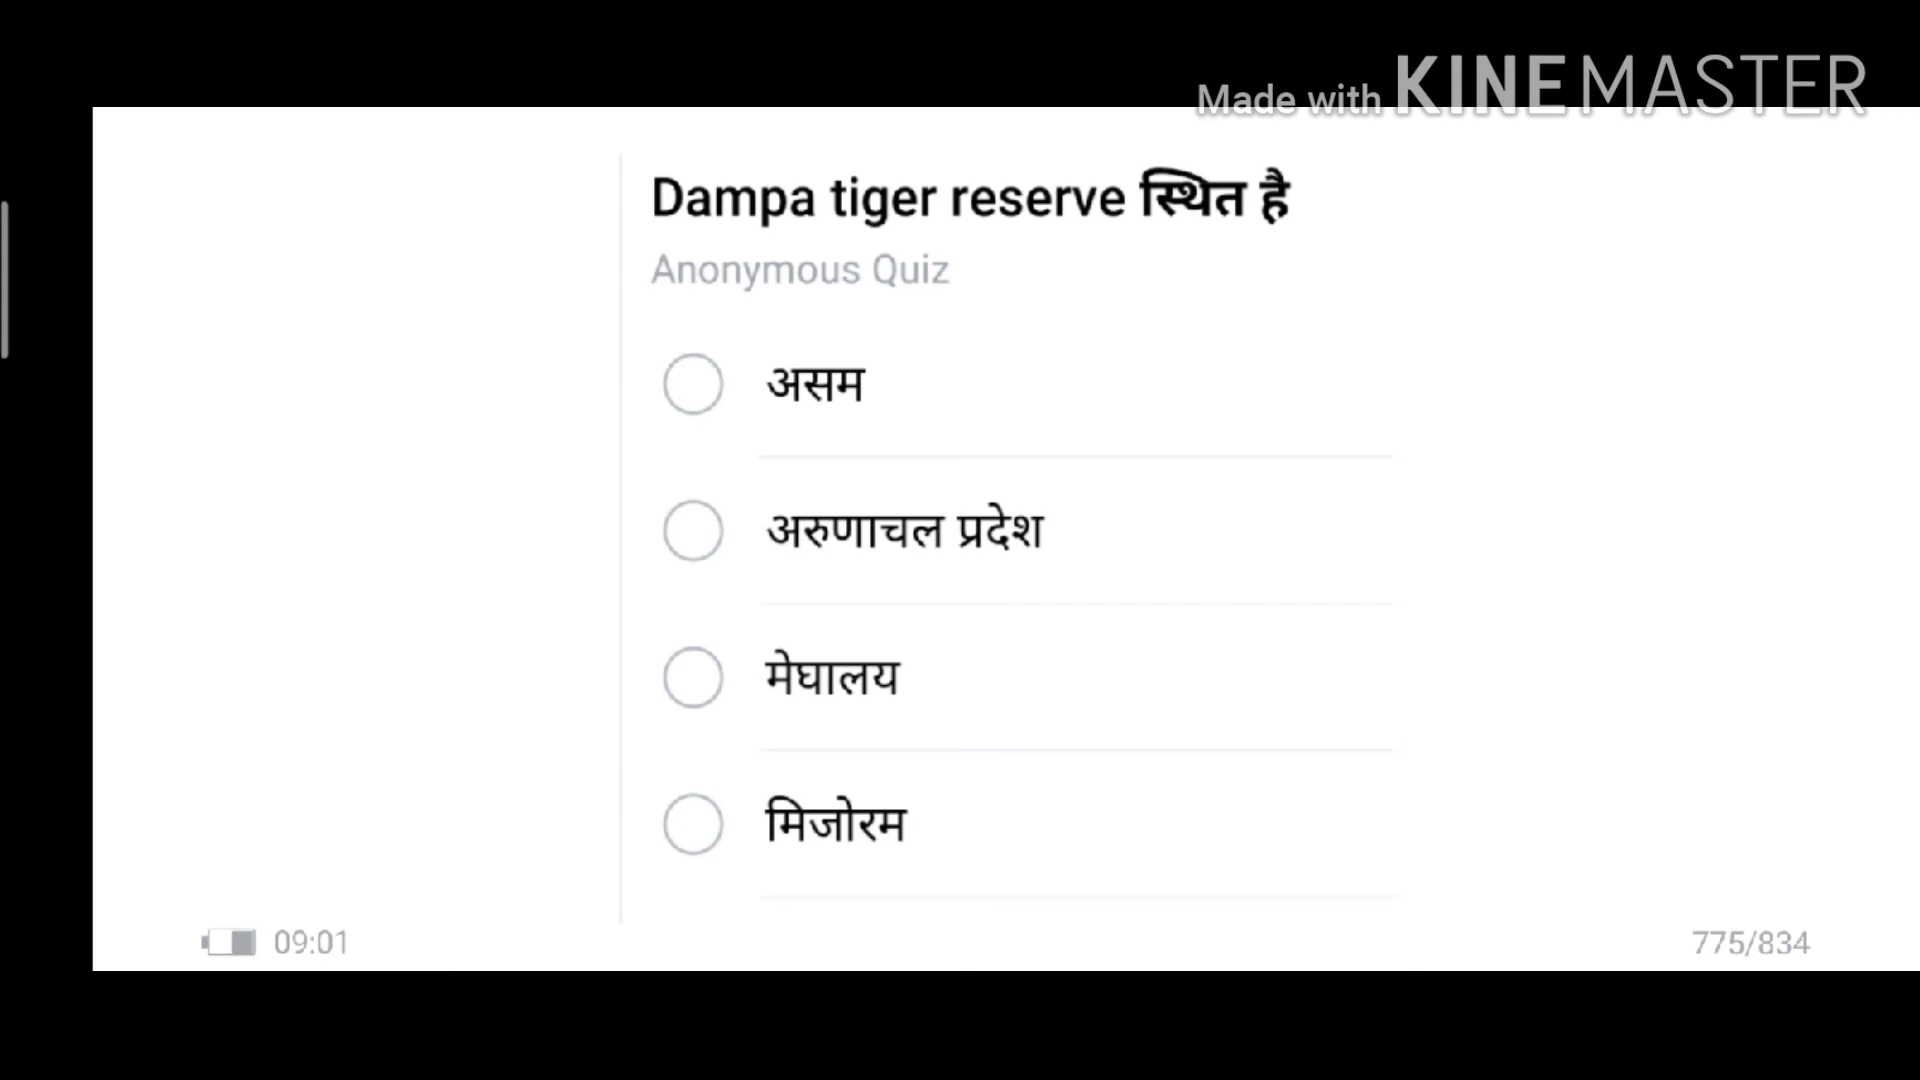 Made with KINEMASTER
Dampa tiger reserve स्थित है
Anonymous Quiz
असम
अरुणाचल प्रदेश
मेघालय
मिजोरम
09:01
775/834